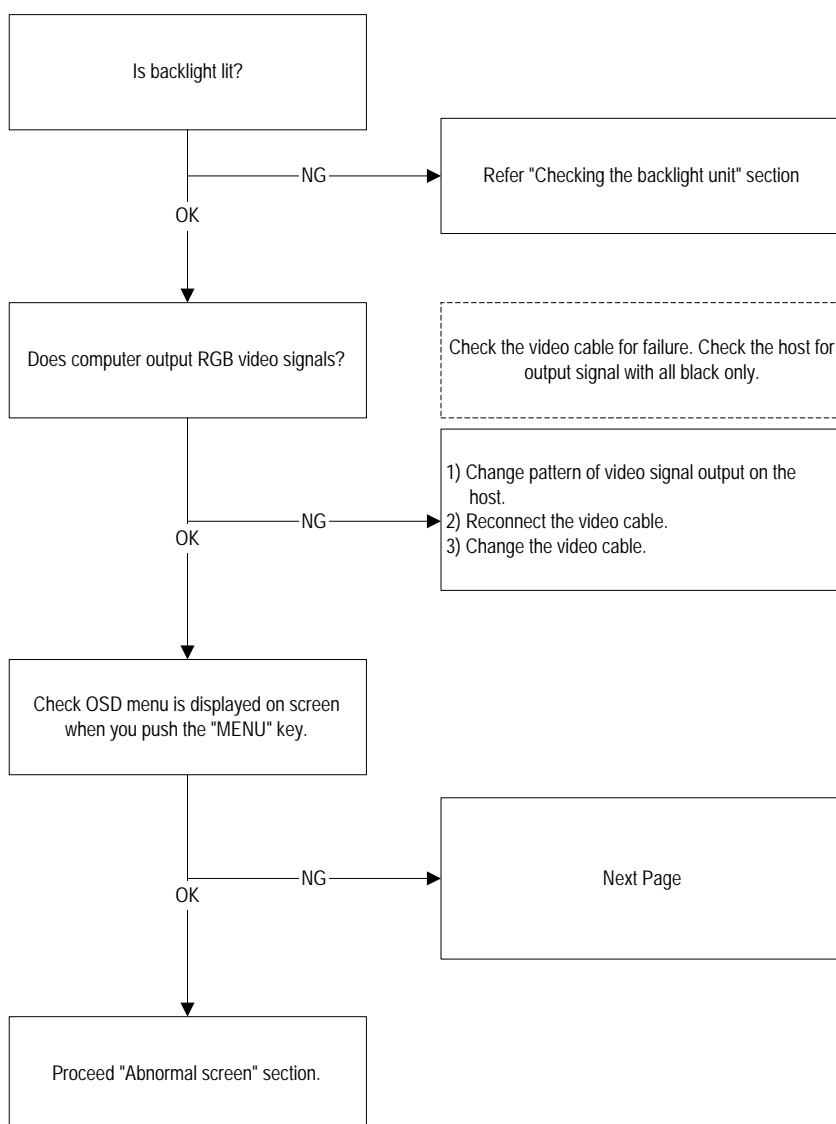 Is backlight lit?
NG
Refer "Checking the backlight unit" section
OK
Does computer output RGB video signals?
Check the video cable for failure. Check the host for
output signal with all black only.
1) Change pattern of video signal output on the
host.
2) Reconnect the video cable.
3) Change the video cable.
NG
OK
Check OSD menu is displayed on screen
when you push the "MENU" key.
NG
Next Page
OK
Proceed "Abnormal screen" section.